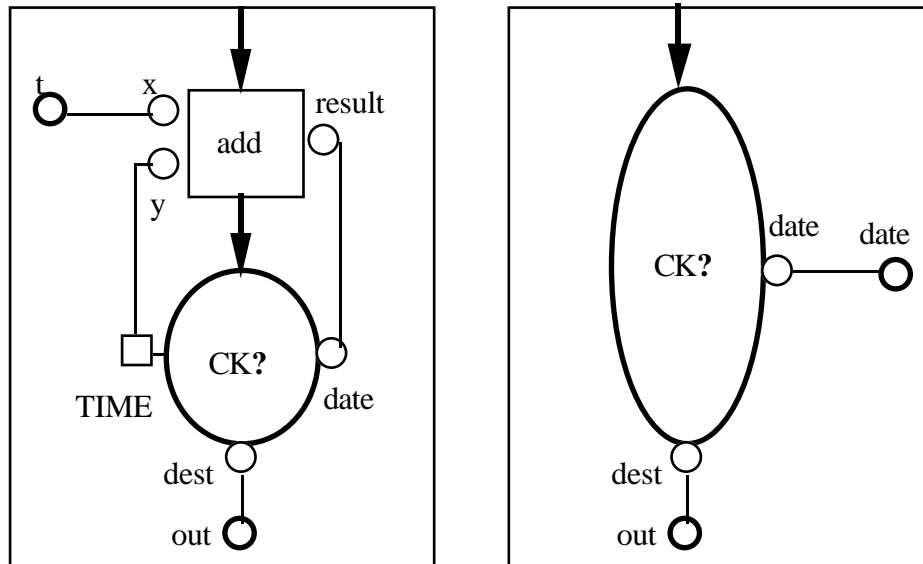 t
x
result
add
y
CK?
TIME
date
dest
out
date
date
CK?
dest
out